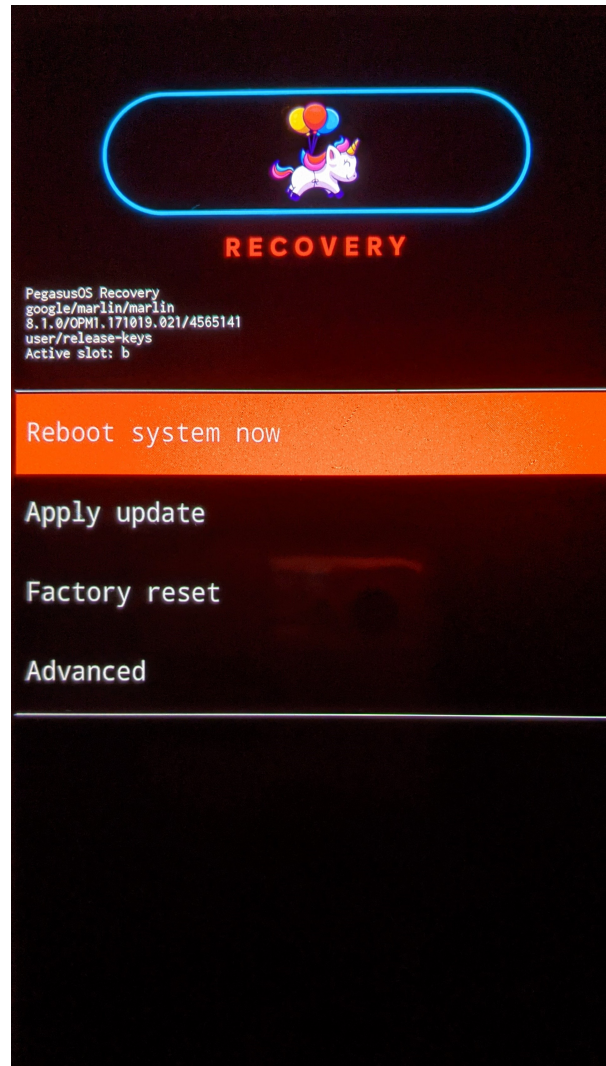 RECOVERY
PegasusOS Recovery
google/marlin/marlin
8.1.0/OPM1.171019.021/4565141
user/release-keys
Active slot: b
Reboot system now
Apply update
Factory reset
Advanced